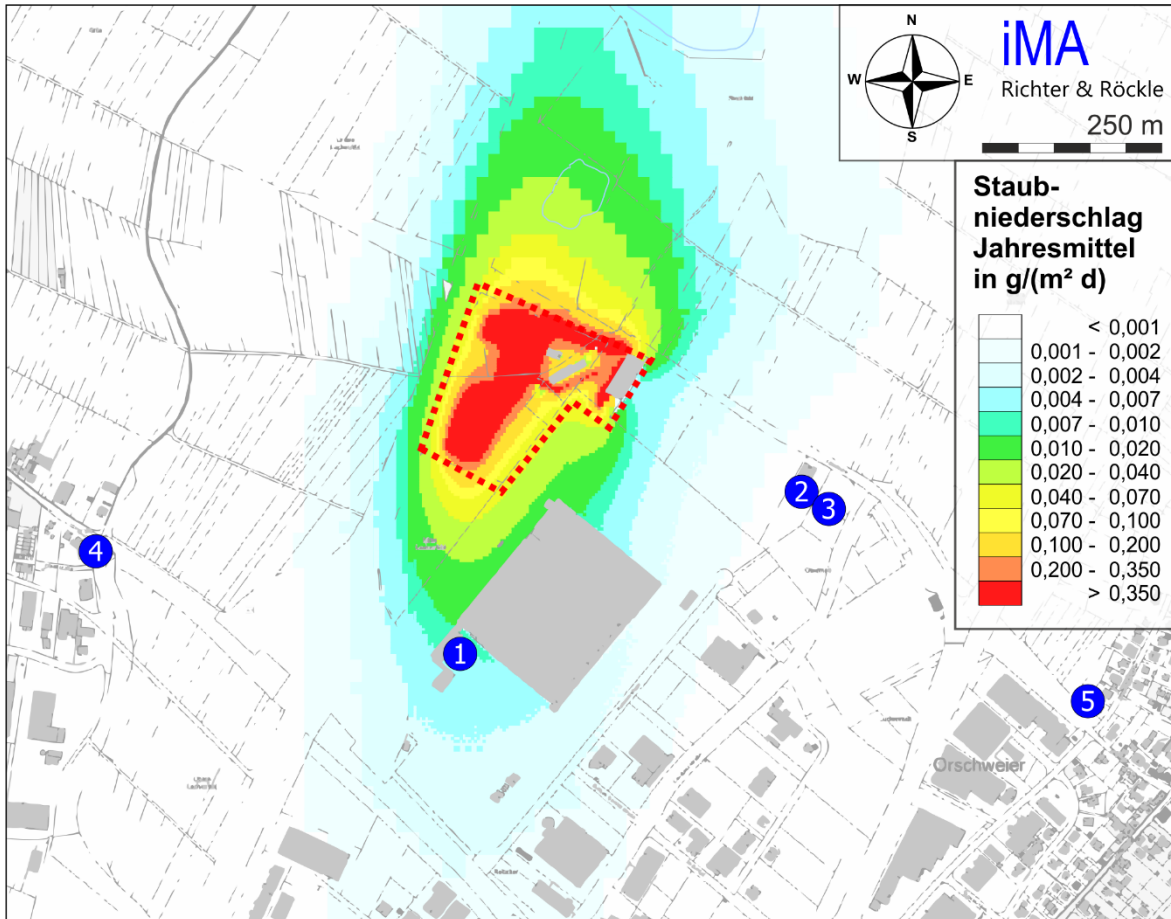 N
W
E
S
iMA
Richter & Röckle
250 m
Staub-
niederschlag
Jahresmittel
in g/(m² d)
< 0,001
0,001 - 0,002
0,002 - 0,004
0,004 - 0,007
0,007 - 0,010
0,010 - 0,020
0,020 - 0,040
0,040 - 0,070
0,070 - 0,100
0,100 - 0,200
0,200 - 0,350
> 0,350
2
3
4
1
5
Orschweier